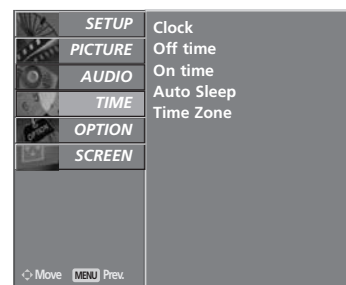 SETUP
PICTURE
AUDIO
TIME
OPTION
SCREEN
Clock
Off time
On time
Auto Sleep
Time Zone
Move MENU Prev.